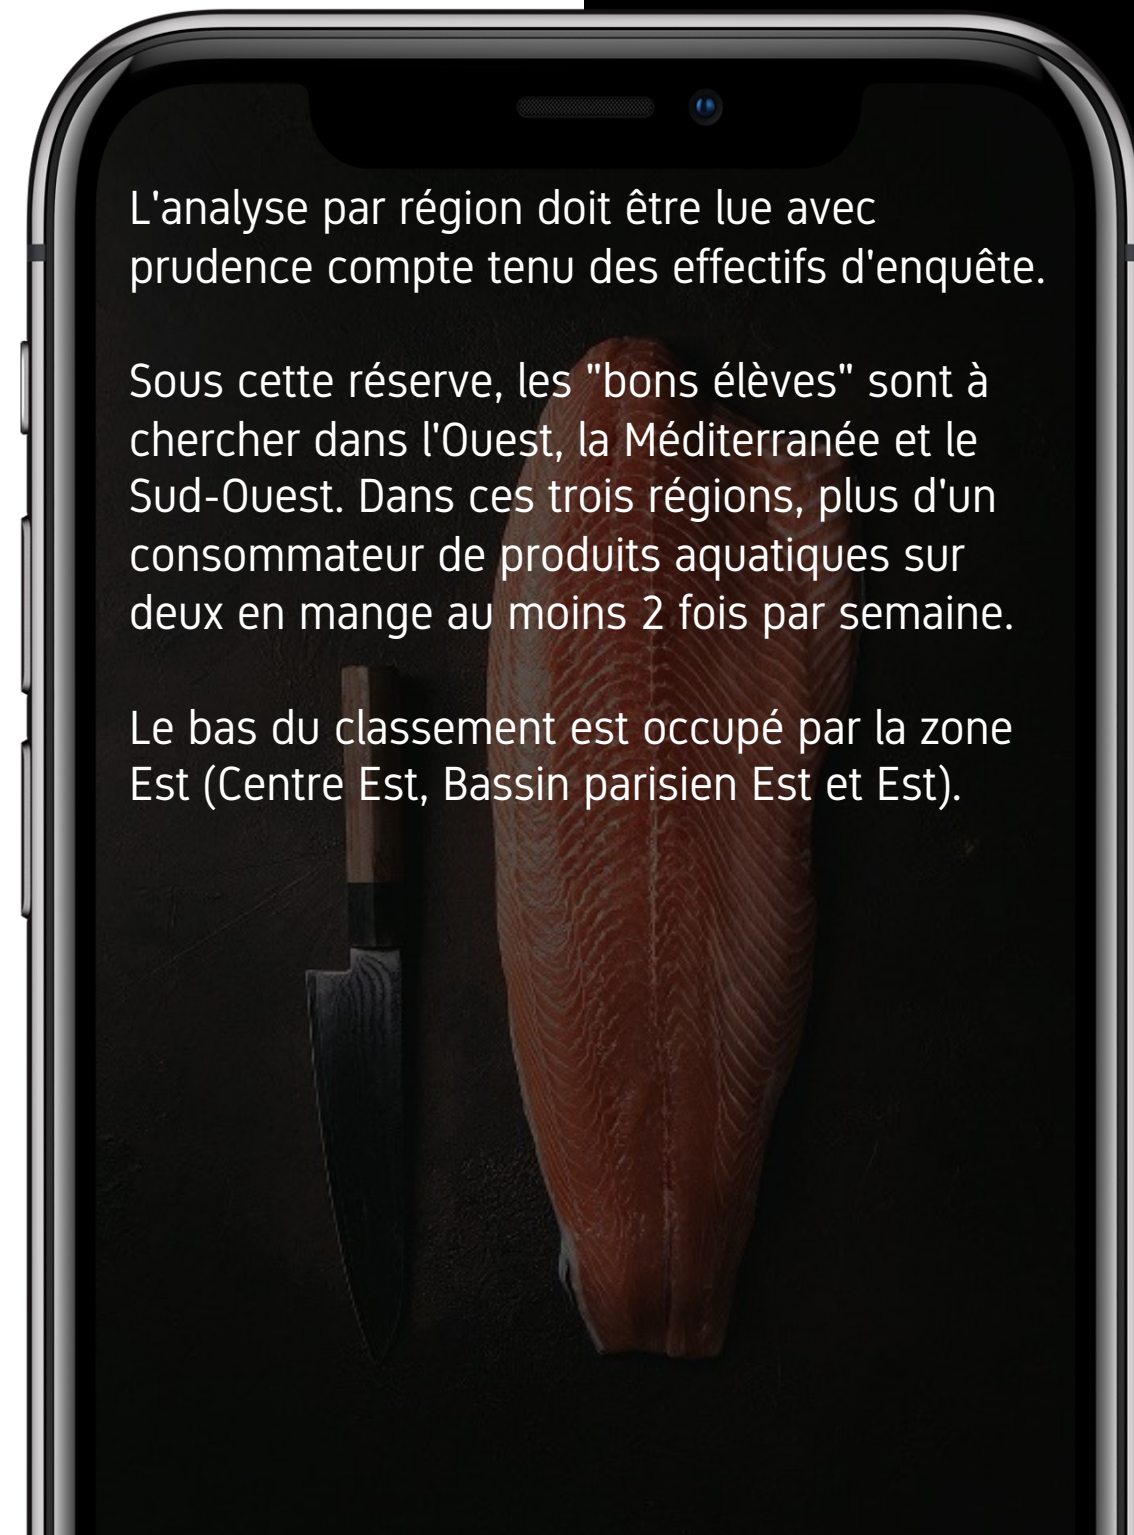 L'analyse par région doit être lue avec
prudence compte tenu des effectifs d'enquête.
Sous cette réserve, les "bons élèves" sont à
chercher dans l'Ouest, la Méditerranée et le
Sud-Ouest. Dans ces trois régions, plus d'un
consommateur de produits aquatiques sur
deux en mange au moins 2 fois par semaine.
Le bas du classement est occupé par la zone
Est (Centre Est, Bassin parisien Est et Est).